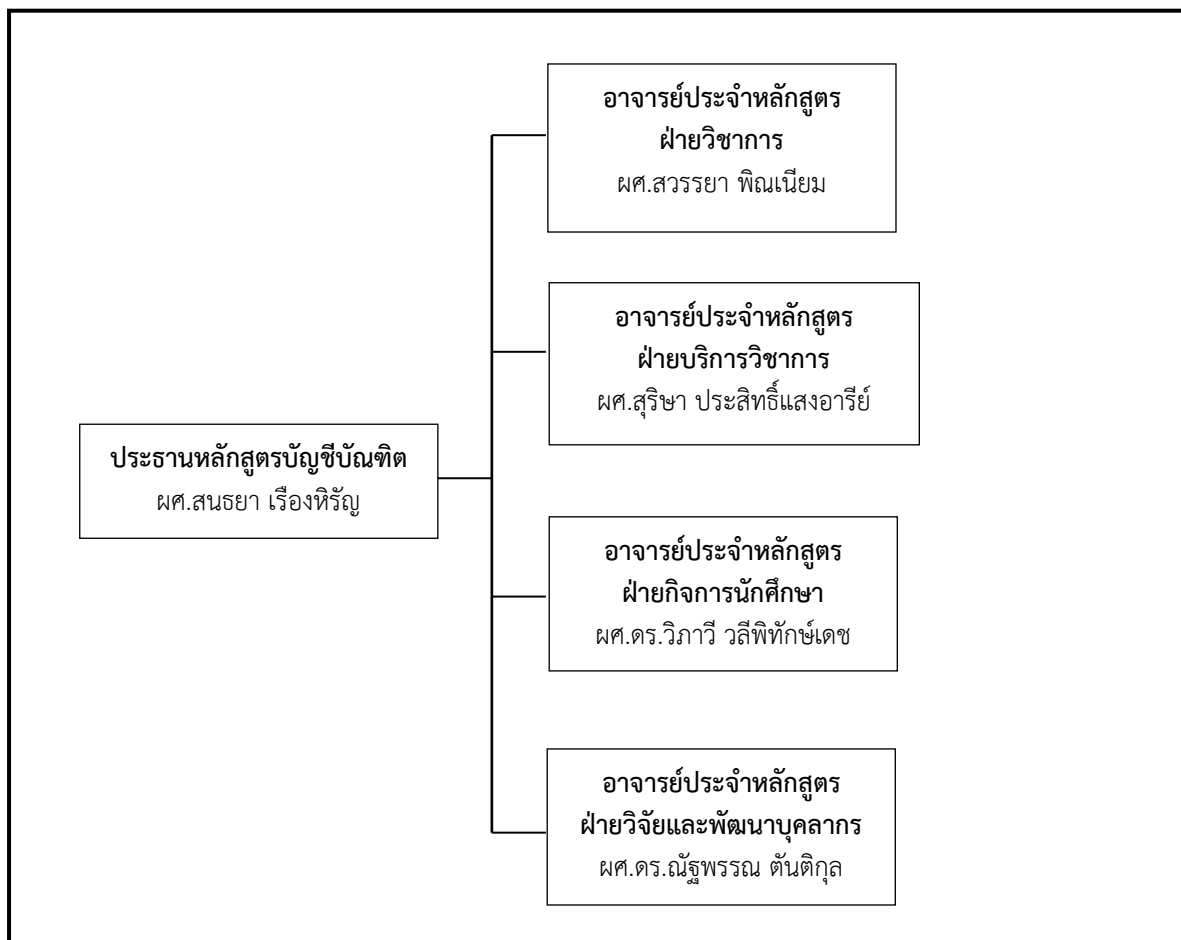 อาจารย์ประจำหลักสูตร
ฝ่ายวิชาการ
ผศ.สวรรยา พิณเนียม
อาจารย์ประจำหลักสูตร
ฝ่ายบริการวิชาการ
ผศ.สุริษา ประสิทธิ์แสงอารีย์
ประธานหลักสูตรบัญชีบัณฑิต
ผศ.สนธยา เรืองหิรัญ
อาจารย์ประจำหลักสูตร
ฝ่ายกิจการนักศึกษา
ผศ.ดร.วิภาวี วลีพิทักษ์เดช
อาจารย์ประจำหลักสูตร
ฝ่ายวิจัยและพัฒนาบุคลากร
ผศ.ดร.ณัฐพรรณ ตันติกุล